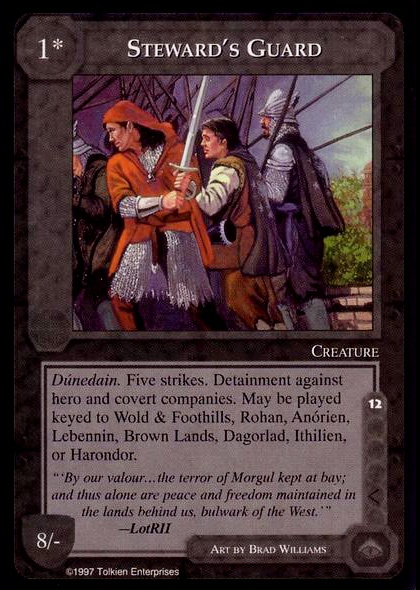 1*
STEWARD'S GUARD
CREATURE
Dúnedain. Five strikes. Detainment against
hero and covert companies. May be played
keyed to Wold & Foothills, Rohan, Anórien,
Lebennin, Brown Lands, Dagorlad, Ithilien,
or Harondor.
12
"'By our valour...the terror of Morgul kept at bay;
and thus alone are peace and freedom maintained in
the lands behind us, bulwark of the West.'"
—LotRII
8/-
ART BY BRAD WILLIAMS
©1997 Tolkien Enterprises